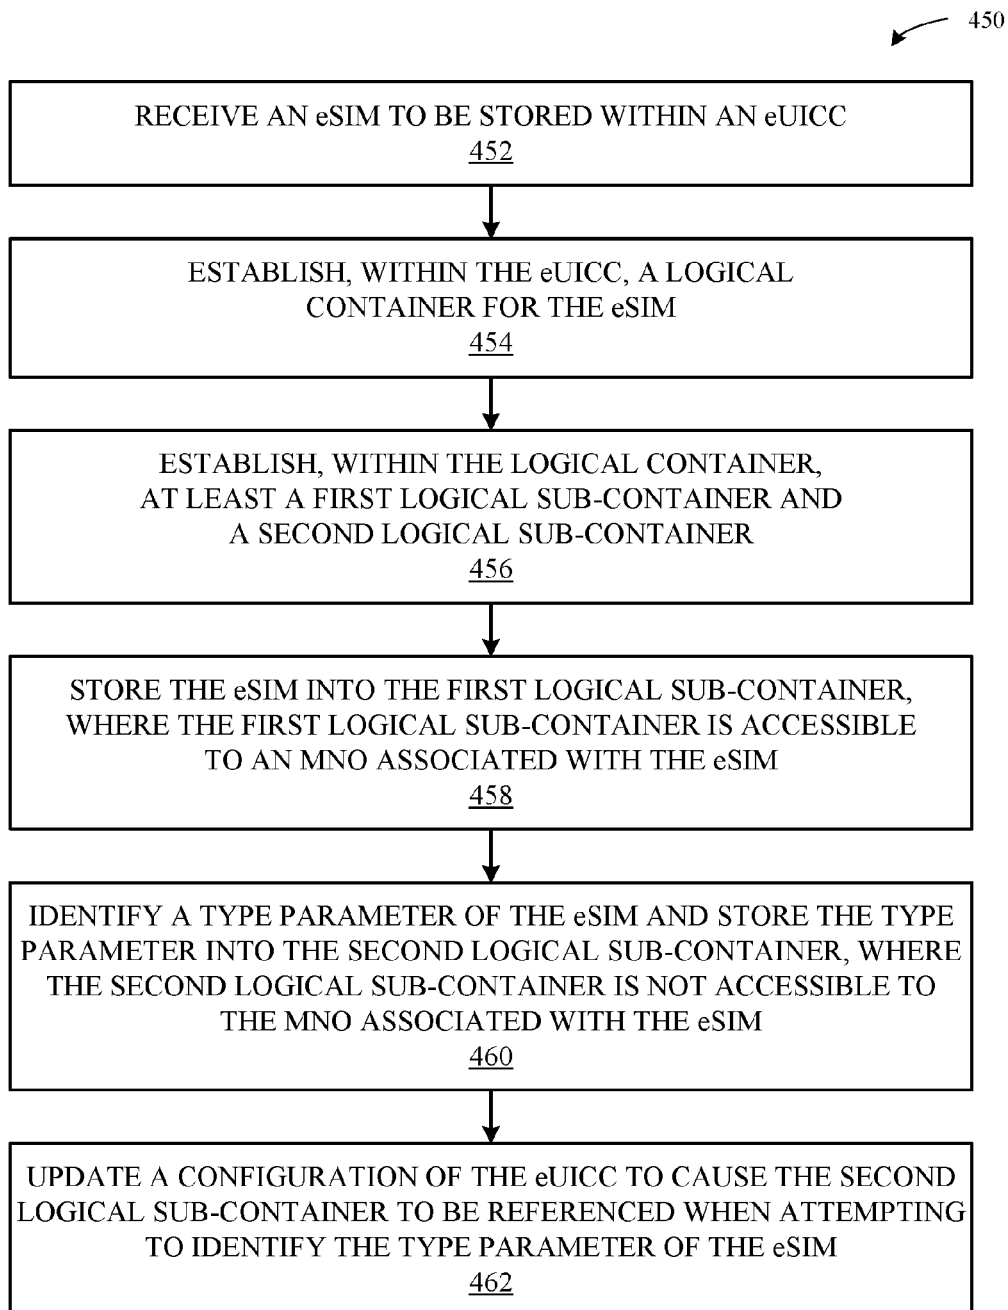 450
RECEIVE AN eSIM TO BE STORED WITHIN AN eUICC
452
ESTABLISH, WITHIN THE eUICC, A LOGICAL
CONTAINER FOR THE eSIM
454
ESTABLISH, WITHIN THE LOGICAL CONTAINER,
AT LEAST A FIRST LOGICAL SUB-CONTAINER AND
A SECOND LOGICAL SUB-CONTAINER
456
STORE THE eSIM INTO THE FIRST LOGICAL SUB-CONTAINER,
WHERE THE FIRST LOGICAL SUB-CONTAINER IS ACCESSIBLE
TO AN MNO ASSOCIATED WITH THE eSIM
458
IDENTIFY A TYPE PARAMETER OF THE eSIM AND STORE THE TYPE
PARAMETER INTO THE SECOND LOGICAL SUB-CONTAINER, WHERE
THE SECOND LOGICAL SUB-CONTAINER IS NOT ACCESSIBLE TO
THE MNO ASSOCIATED WITH THE eSIM
460
UPDATE A CONFIGURATION OF THE eUICC TO CAUSE THE SECOND
LOGICAL SUB-CONTAINER TO BE REFERENCED WHEN ATTEMPTING
TO IDENTIFY THE TYPE PARAMETER OF THE eSIM
462